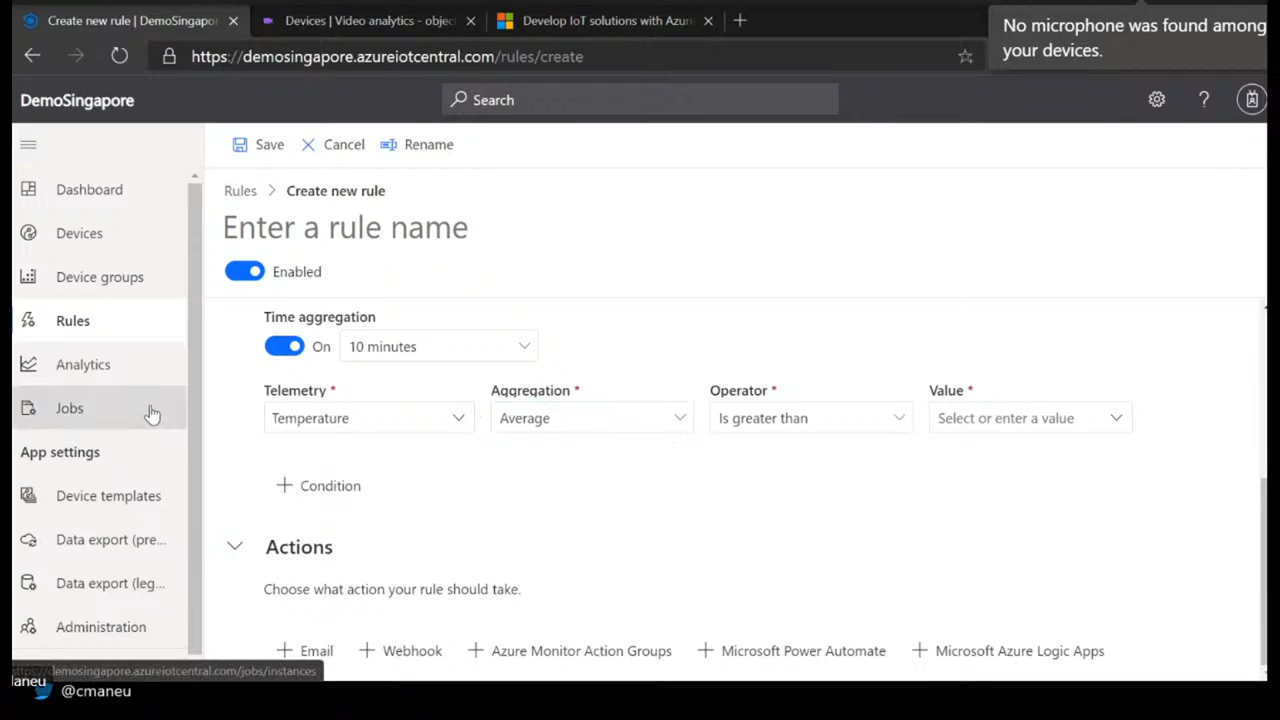 Create new rule | DemoSingapor
Devices | Video analytics - objec
Develop IoT solutions with Azur
No microphone was found among
your devices.
https://demosingapore.azureiotcentral.com/rules/create
DemoSingapore
Search
Save
Cancel
Rename
Dashboard
Devices
Device groups
Rules
Analytics
Jobs
App settings
Device templates
Data export (pre...
Data export (leg...
Administration
Rules > Create new rule
Enter a rule name
Enabled
Time aggregation
On
10 minutes
Telemetry * Aggregation * Operator * Value *
Temperature Average Is greater than Select or enter a value
+ Condition
Actions
Choose what action your rule should take.
+ Email + Webhook + Azure Monitor Action Groups + Microsoft Power Automate + Microsoft Azure Logic Apps
https://demosingapore.azureiotcentral.com/jobs/instances
aneu
@cmaneu